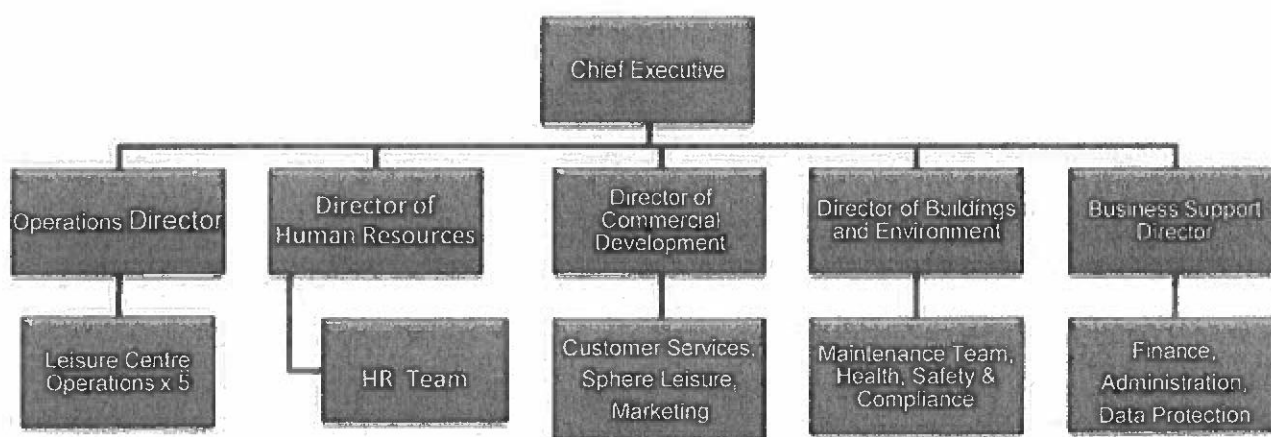 Chief Executive
Operations Director
Director of
Human Resources
Director of
Commercial
Development
Director of Buildings
and Environment
Business Support
Director
Leisure Centre
Operations x 5
HR Team
Customer Services,
Sphere Leisure,
Marketing
Maintenance Team,
Health, Safety &
Compliance
Finance,
Administration,
Data Protection